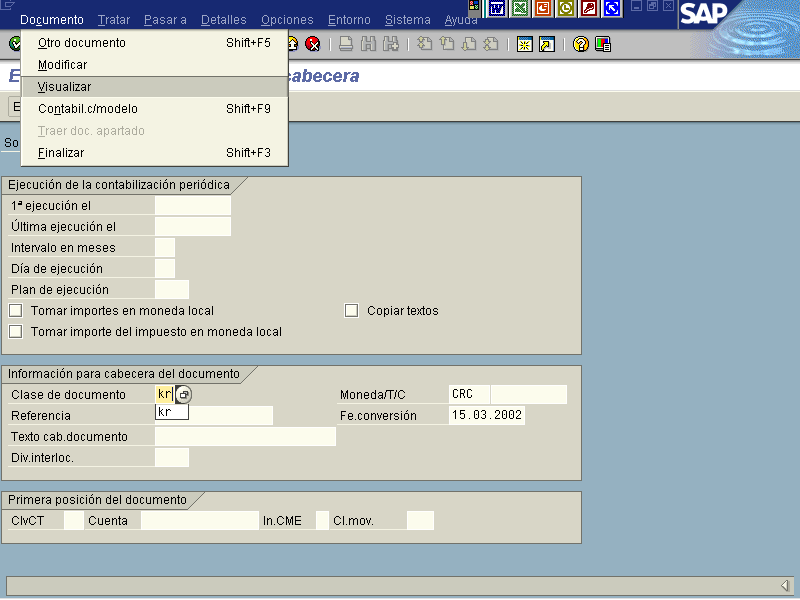 Documento Tratar Pasar a Detalles Opciones Entorno Sistema Ayuda
SAP
Otro documento Shift+F5
Modificar
Visualizar
Contabil.c/modelo Shift+F9
Traer doc. apartado
Finalizar Shift+F3
E cabecera
E
So
Ejecución de la contabilización periódica
1ª ejecución el
Última ejecución el
Intervalo en meses
Día de ejecución
Plan de ejecución
Tomar importes en moneda local Copiar textos
Tomar importe del impuesto en moneda local
Información para cabecera del documento
Clase de documento kr Moneda/T/C CRC
kr
Referencia Fe.conversión 15.03.2002
Texto cab.documento
Div.interloc.
Primera posición del documento
ClvCT Cuenta In.CME Cl.mov.